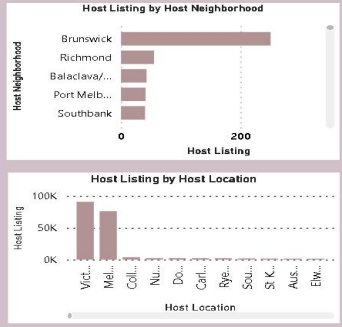 Host Listing by Host Neighborhood
Host Neighborhood
Brunswick
Richmond
Balaclava/...
Port Melb...
Southbank
0 200
Host Listing
Host Listing by Host Location
Host Listing
100K
50K
0K
Vict... Mel... Coll... Nu... Do... Carl... Rye... Sou... St K... Aus... Elw...
Host Location